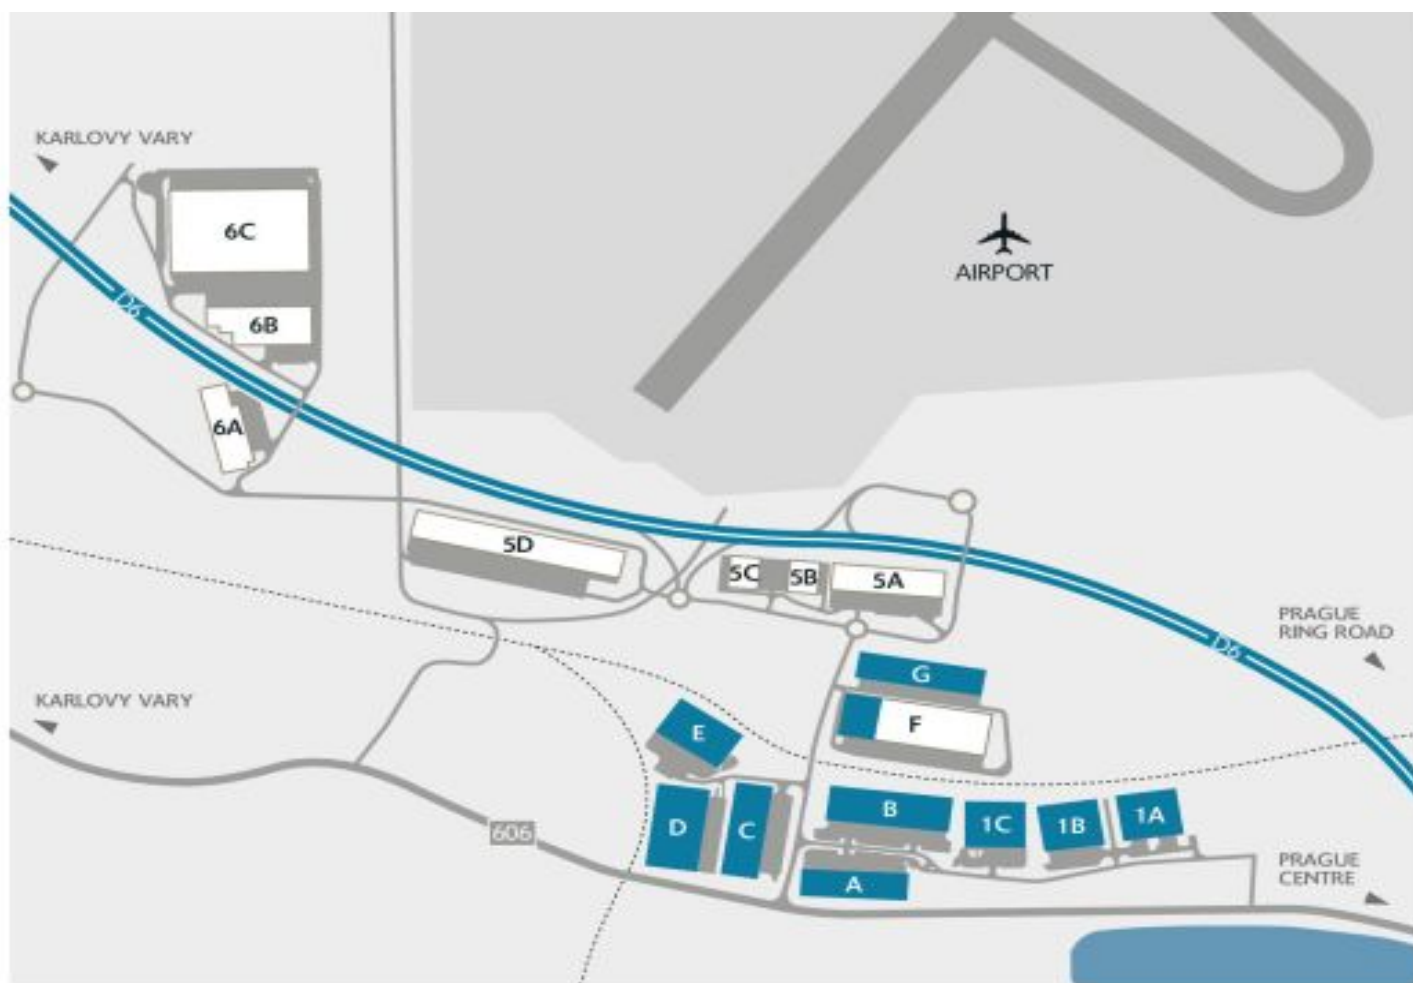 KARLOVY VARY
6C
AIRPORT
D6
6B
6A
5D
5C
5B
5A
PRAGUE
RING ROAD
D6
G
KARLOVY VARY
F
E
B
1C
1B
1A
D
C
606
A
PRAGUE
CENTRE